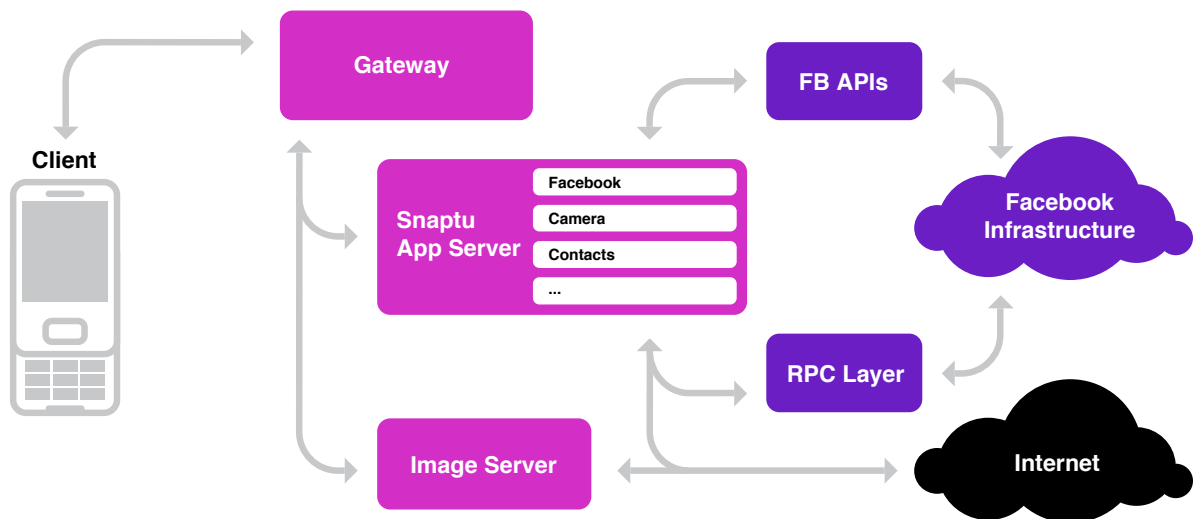 Gateway
FB APIs
Client
Facebook
Snaptu
App Server
Camera
Contacts
...
Facebook
Infrastructure
RPC Layer
Image Server
Internet